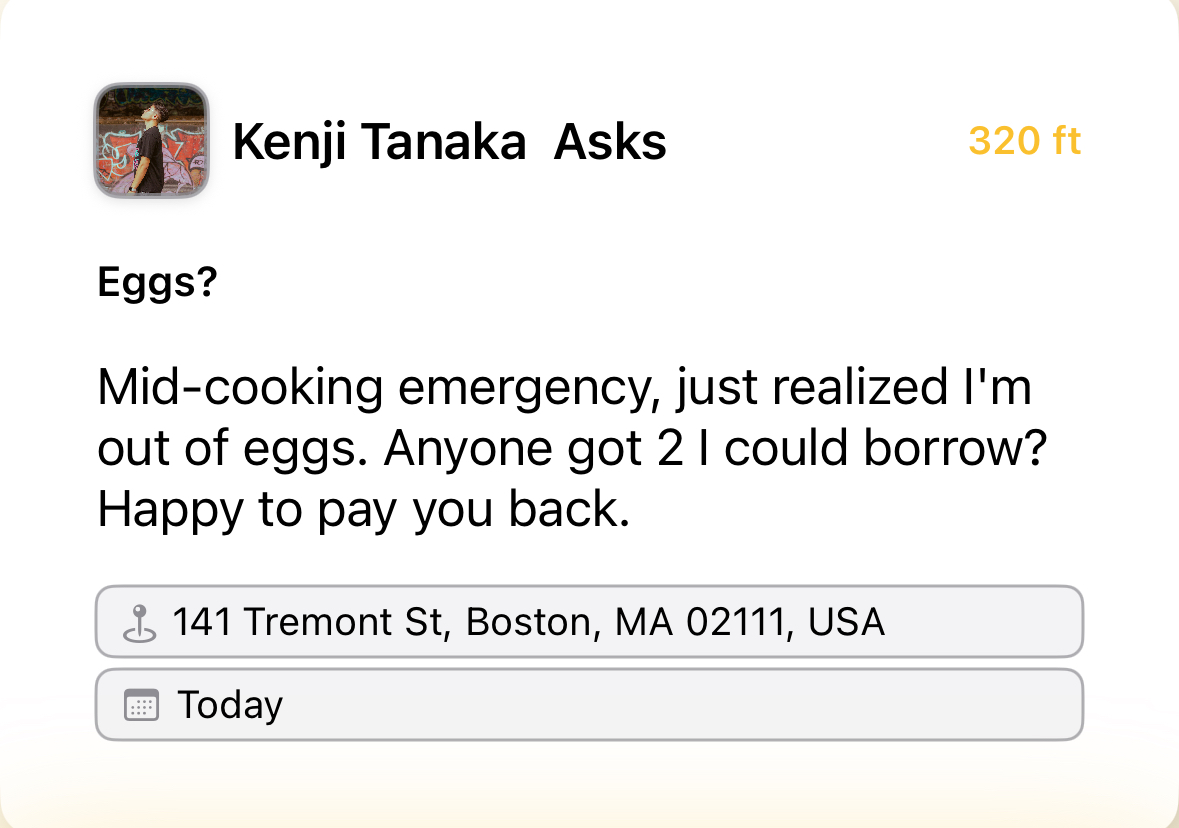 Kenji Tanaka Asks
320 ft
Eggs?
Mid-cooking emergency, just realized I'm
out of eggs. Anyone got 2 I could borrow?
Happy to pay you back.
141 Tremont St, Boston, MA 02111, USA
Today